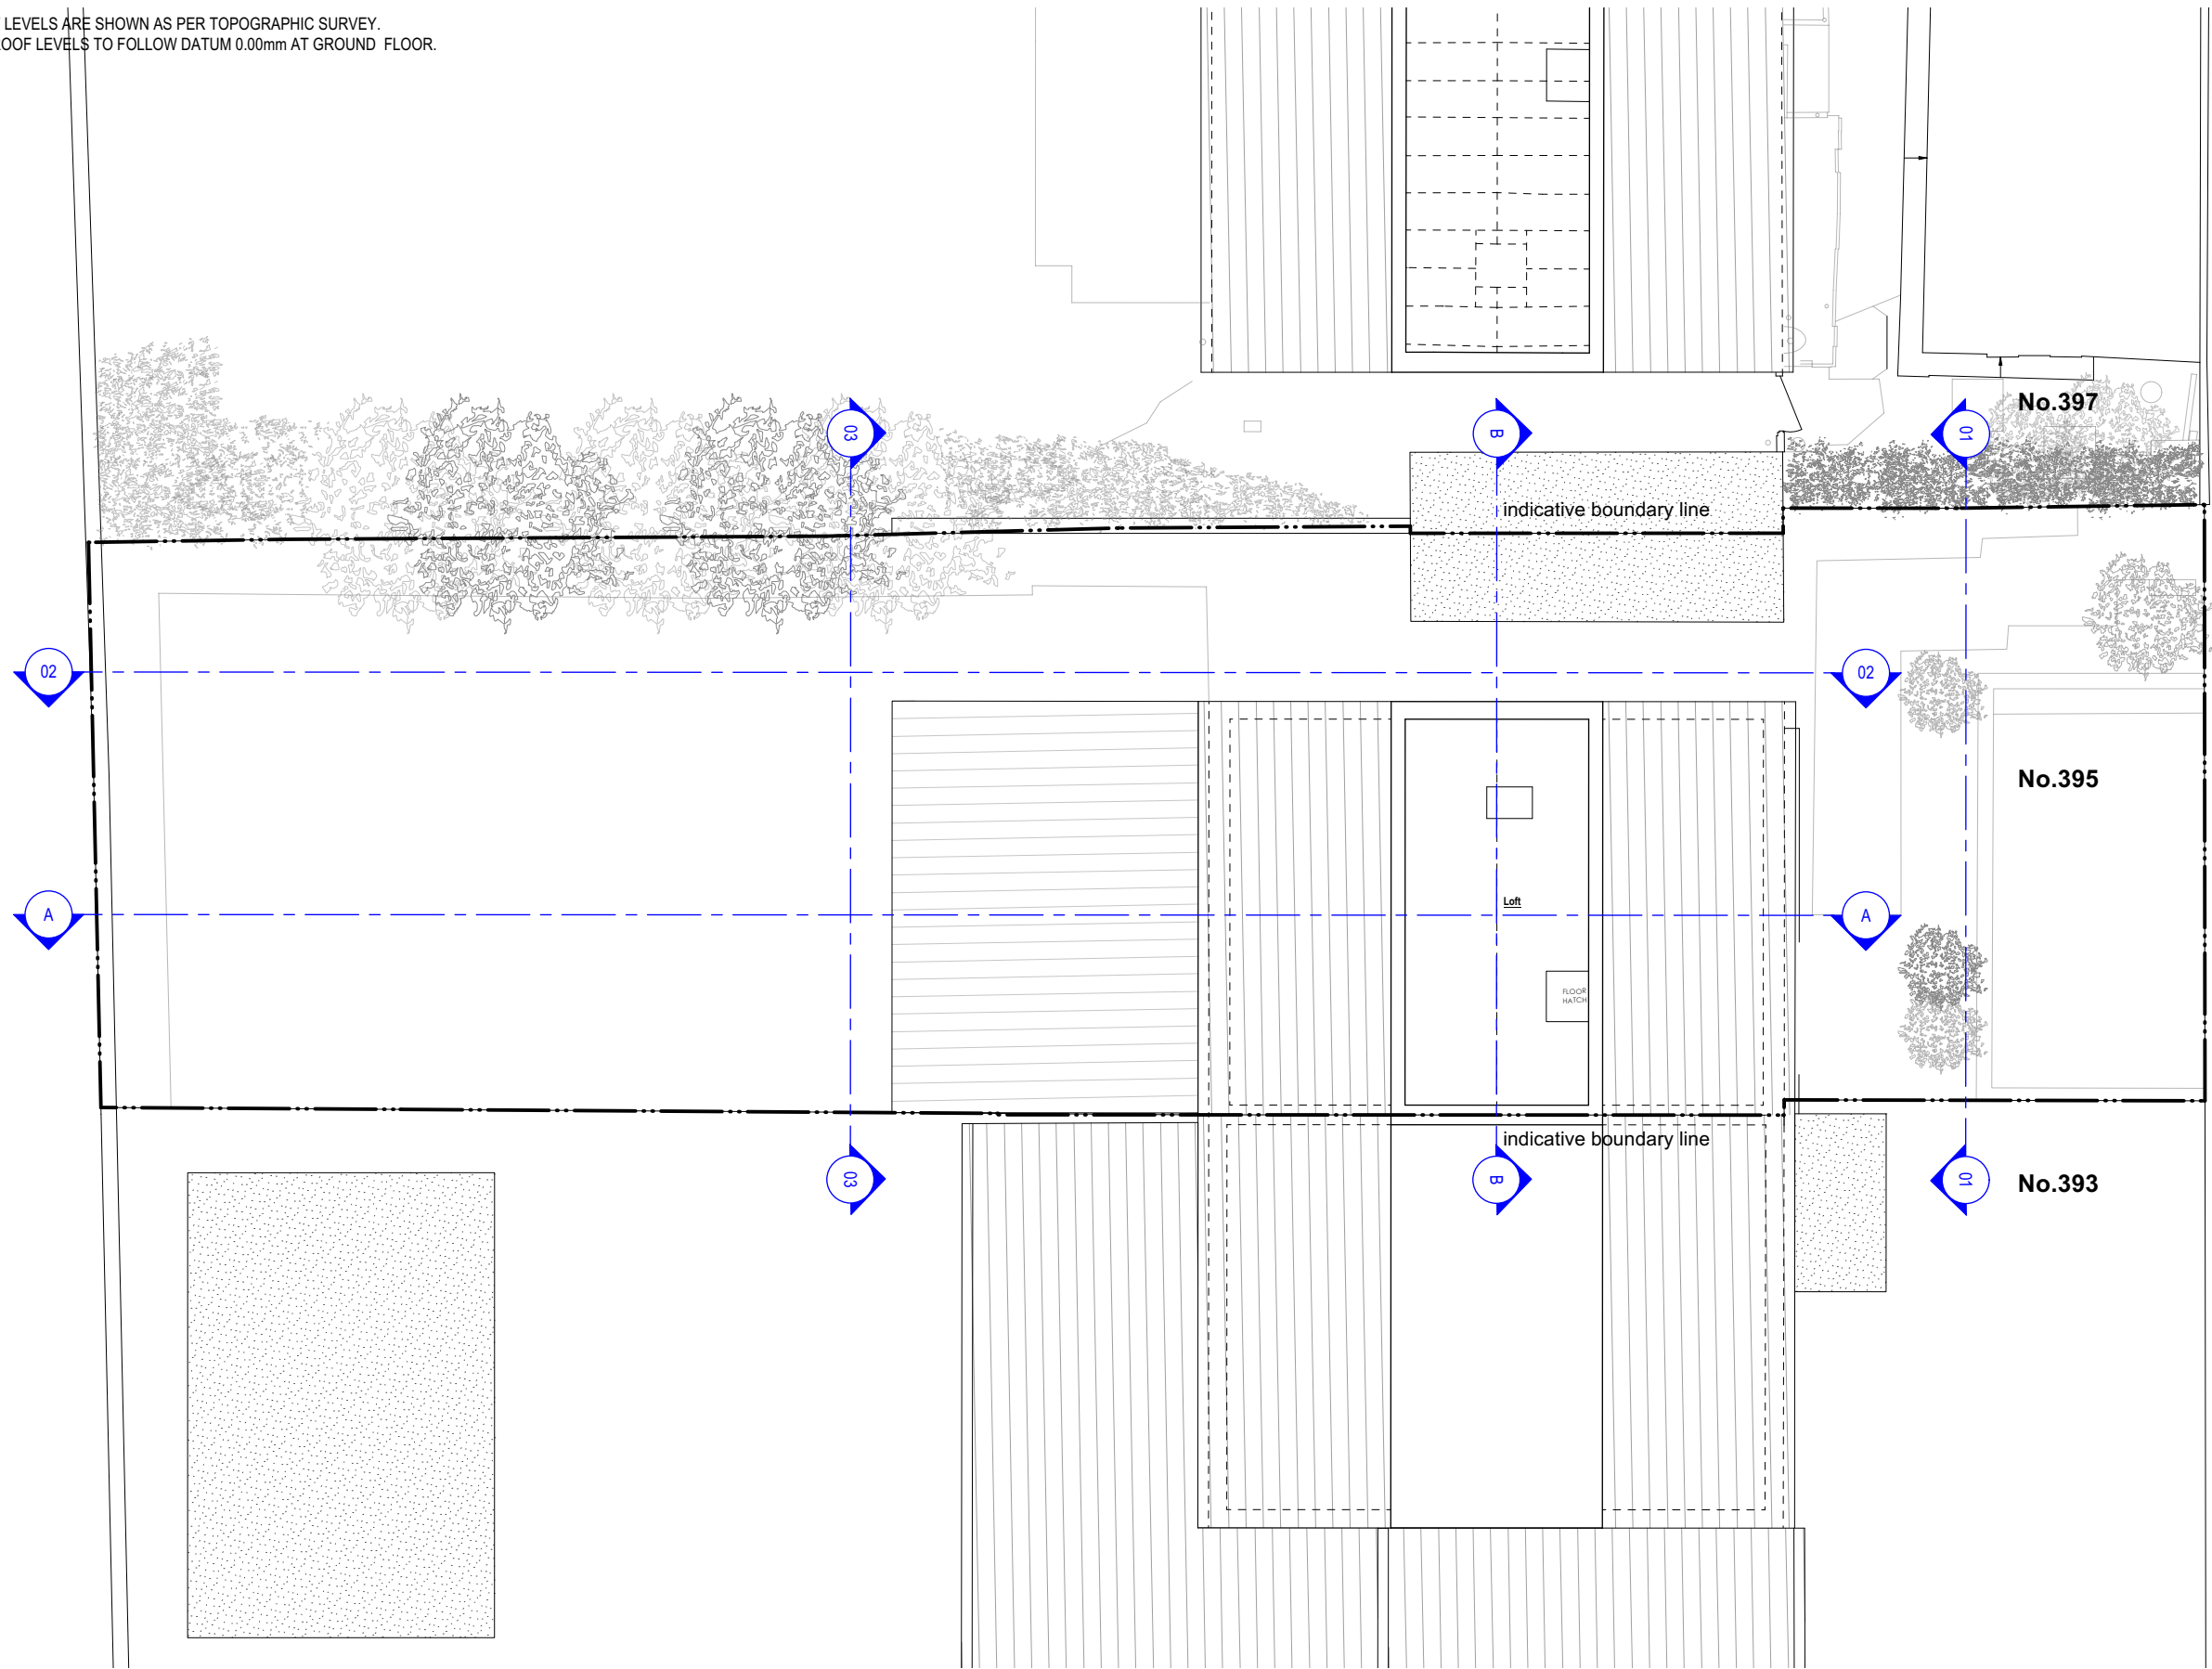 LEVELS ARE SHOWN AS PER TOPOGRAPHIC SURVEY.
OOF LEVELS TO FOLLOW DATUM 0.00mm AT GROUND FLOOR.
No.397
03
B
01
indicative boundary line
02
02
No.395
A
Loft
A
FLOOR
HATCH
indicative boundary line
03
B
01
No.393